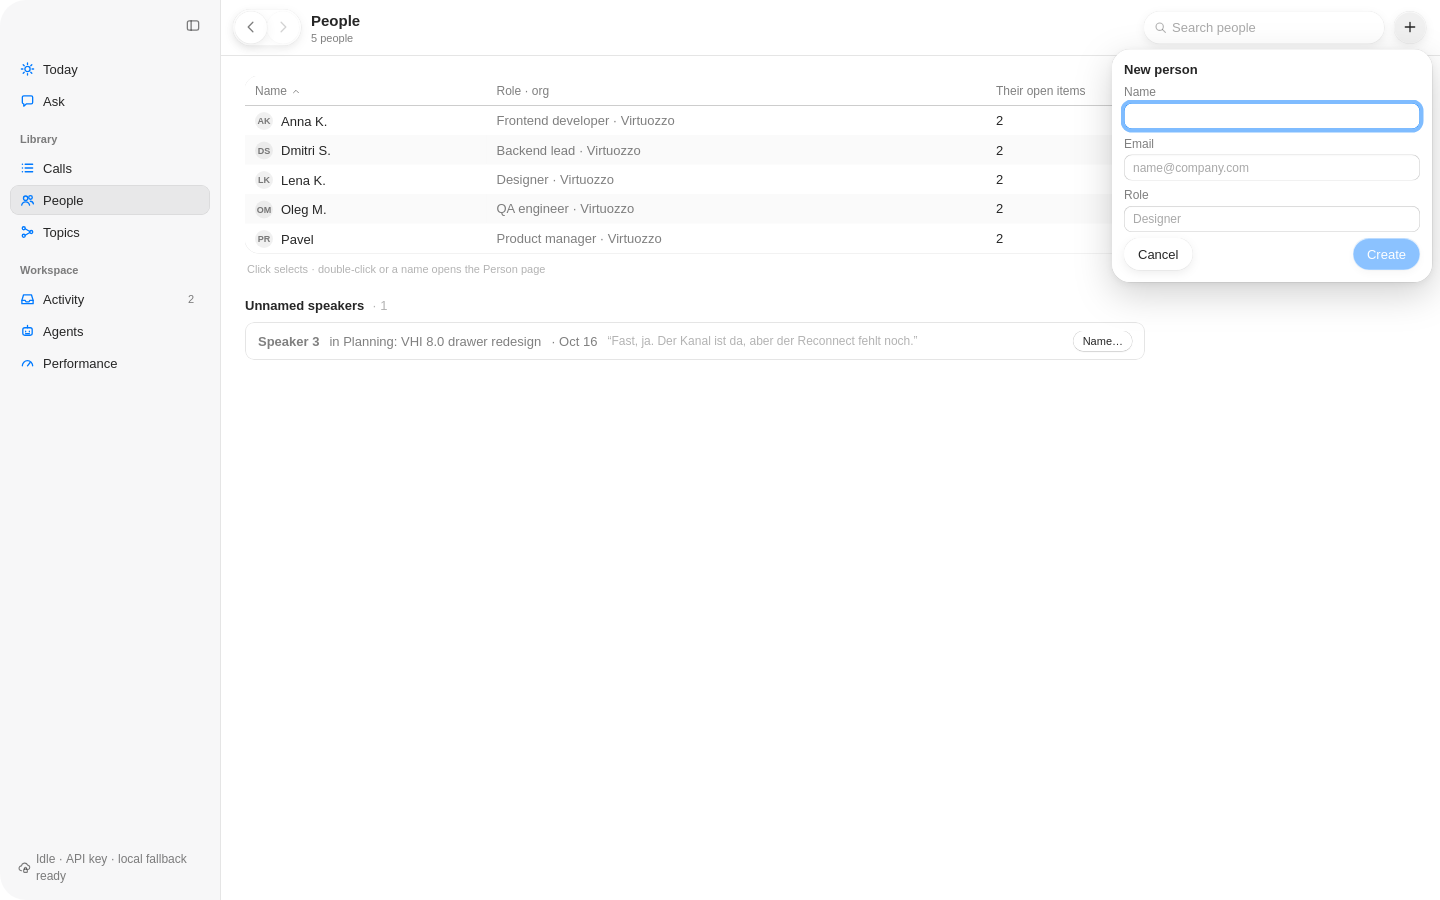 People
5 people
Search people
Today
Ask
Library
Calls
People
Topics
Workspace
Activity 2
Agents
Performance
Idle · API key · local fallback
ready
Name Role · org Their open items
AK Anna K. Frontend developer · Virtuozzo 2
DS Dmitri S. Backend lead · Virtuozzo 2
LK Lena K. Designer · Virtuozzo 2
OM Oleg M. QA engineer · Virtuozzo 2
PR Pavel Product manager · Virtuozzo 2
Click selects · double-click or a name opens the Person page
Unnamed speakers · 1
Speaker 3 in Planning: VHI 8.0 drawer redesign · Oct 16 “Fast, ja. Der Kanal ist da, aber der Reconnect fehlt noch.” Name…
New person
Name
Email
name@company.com
Role
Designer
Cancel Create